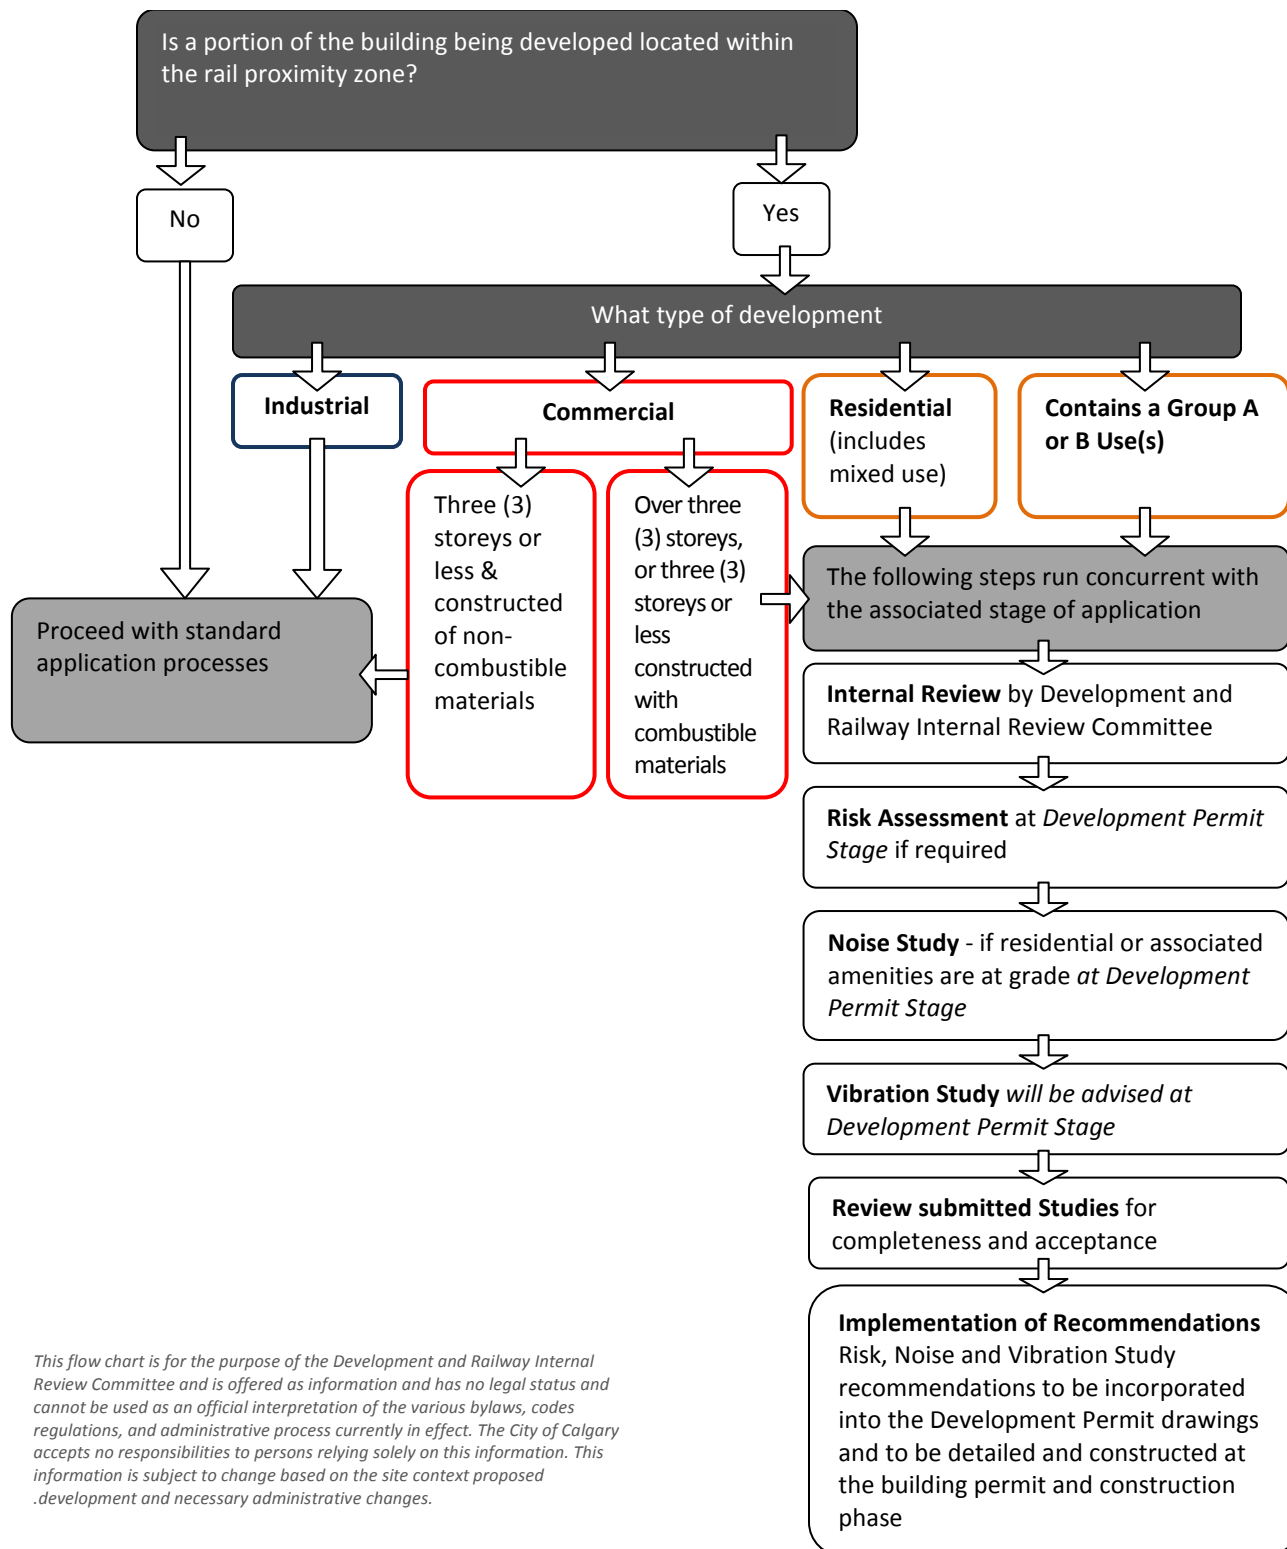 Is a portion of the building being developed located within
the rail proximity zone?
No
Yes
What type of development
Industrial
Commercial
Residential
(includes
mixed use)
Contains a Group A
or B Use(s)
Three (3)
storeys or
less &
constructed
of non-
combustible
materials
Over three
(3) storeys,
or three (3)
storeys or
less
constructed
with
combustible
materials
The following steps run concurrent with
the associated stage of application
Proceed with standard
application processes
Internal Review by Development and
Railway Internal Review Committee
Risk Assessment at Development Permit
Stage if required
Noise Study - if residential or associated
amenities are at grade at Development
Permit Stage
Vibration Study will be advised at
Development Permit Stage
Review submitted Studies for
completeness and acceptance
Implementation of Recommendations
Risk, Noise and Vibration Study
recommendations to be incorporated
into the Development Permit drawings
and to be detailed and constructed at
the building permit and construction
phase
This flow chart is for the purpose of the Development and Railway Internal
Review Committee and is offered as information and has no legal status and
cannot be used as an official interpretation of the various bylaws, codes
regulations, and administrative process currently in effect. The City of Calgary
accepts no responsibilities to persons relying solely on this information. This
information is subject to change based on the site context proposed
.development and necessary administrative changes.